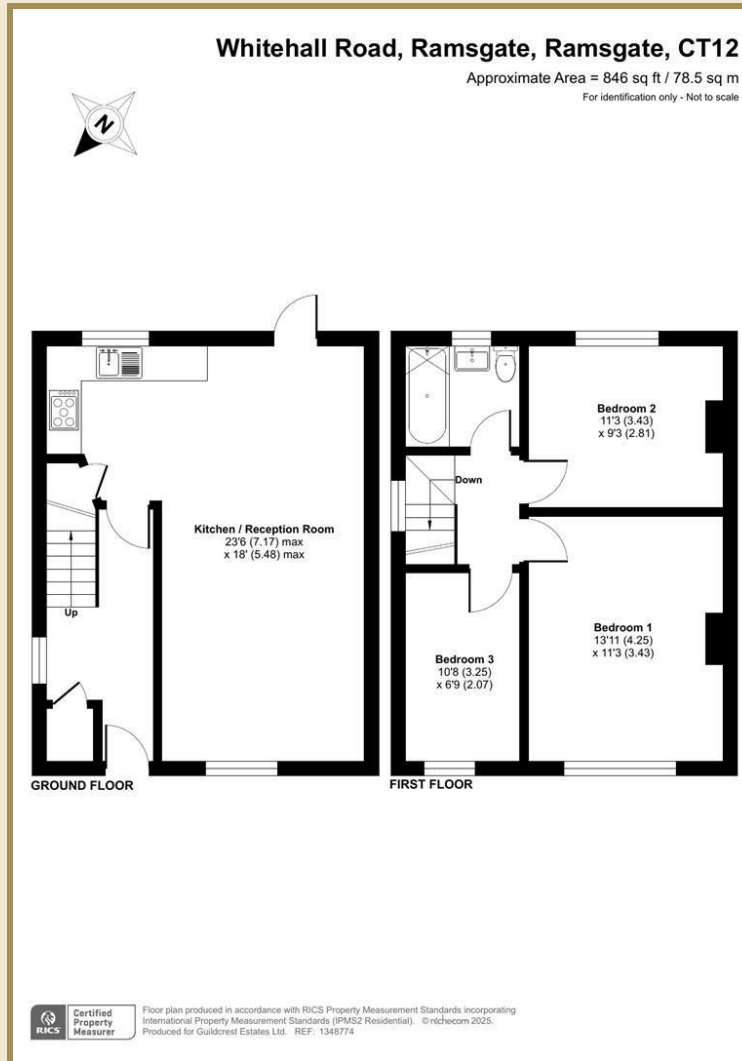 Whitehall Road, Ramsgate, Ramsgate, CT12
Approximate Area = 846 sq ft / 78.5 sq m
For identification only - Not to scale
N
Bedroom 2
11'3 (3.43)
x 9'3 (2.81)
Down
Kitchen / Reception Room
23'6 (7.17) max
x 18' (5.48) max
Up
Bedroom 1
13'11 (4.25)
x 11'3 (3.43)
Bedroom 3
10'8 (3.25)
x 6'9 (2.07)
GROUND FLOOR
FIRST FLOOR
RICS
Certified
Property
Measurer
Floor plan produced in accordance with RICS Property Measurement Standards incorporating
International Property Measurement Standards (IPMS2 Residential). ©nichecom 2025.
Produced for Guildcrest Estates Ltd. REF: 1348774